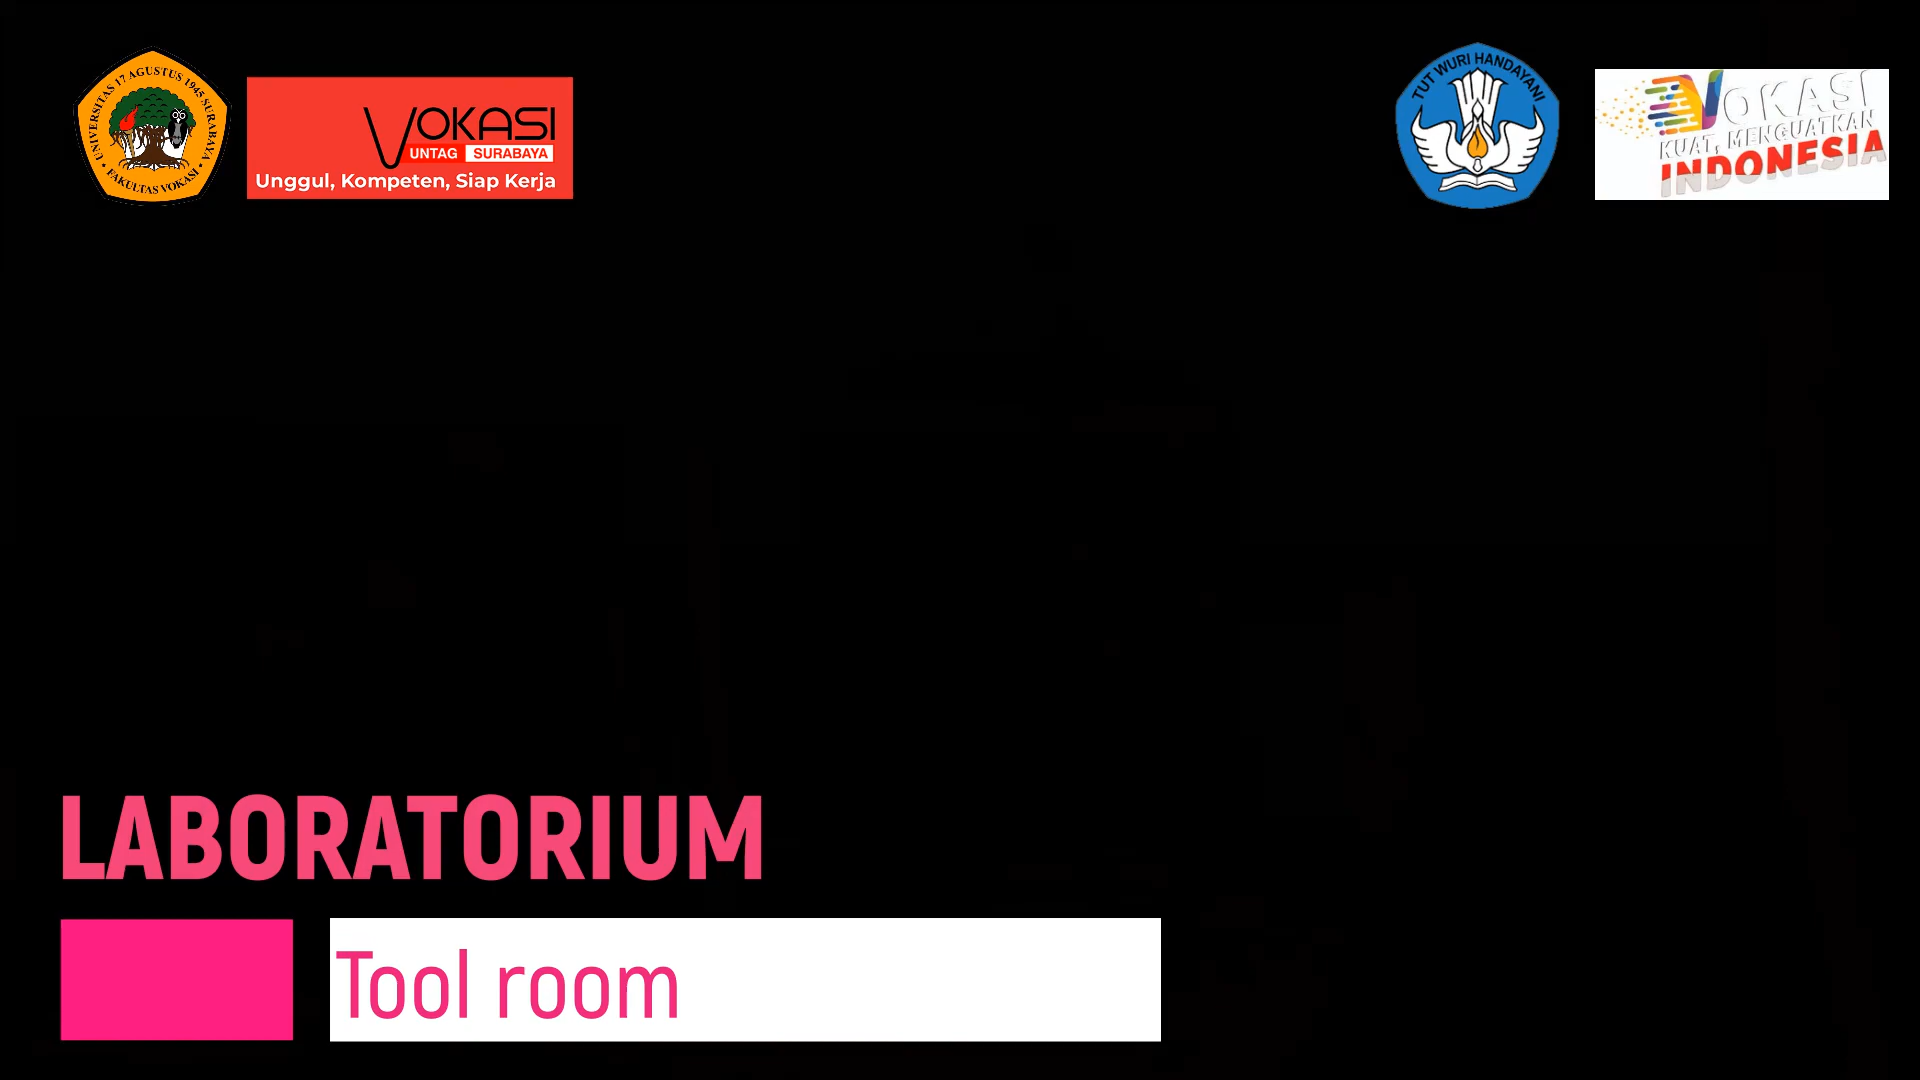 UNIVERSITAS 17 AGUSTUS 1945 SURABAYA
FAKULTAS VOKASI
VOKASI
UNTAG SURABAYA
Unggul, Kompeten, Siap Kerja
TUT WURI HANDAYANI
VOKASI
KUAT, MENGUATKAN
INDONESIA
LABORATORIUM
Tool room